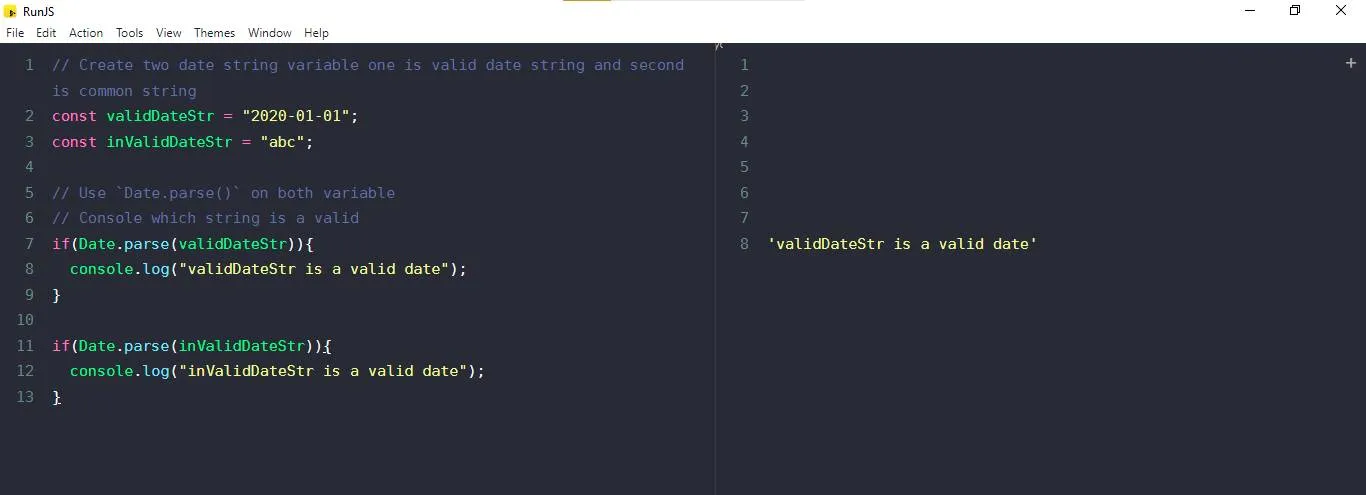 RunJS
File Edit Action Tools View Themes Window Help
1 // Create two date string variable one is valid date string and second
is common string
2 const validDateStr = "2020-01-01";
3 const inValidDateStr = "abc";
4
5 // Use `Date.parse()` on both variable
6 // Console which string is a valid
7 if(Date.parse(validDateStr)){
8 console.log("validDateStr is a valid date");
9 }
10
11 if(Date.parse(inValidDateStr)){
12 console.log("inValidDateStr is a valid date");
13 }
1
2
3
4
5
6
7
8 'validDateStr is a valid date'